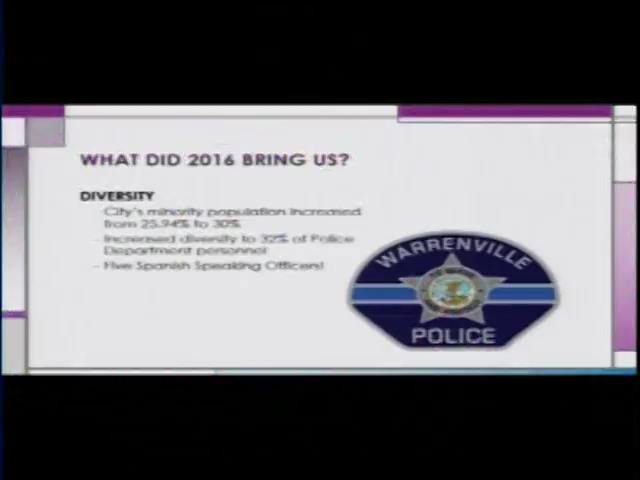 WHAT DID 2016 BRING US?
DIVERSITY
- City's minority population increased
from 25.94% to 30%
- Increased diversity to 32% of Police
Department personnel
- Five Spanish Speaking Officers!
WARRENVILLE
POLICE